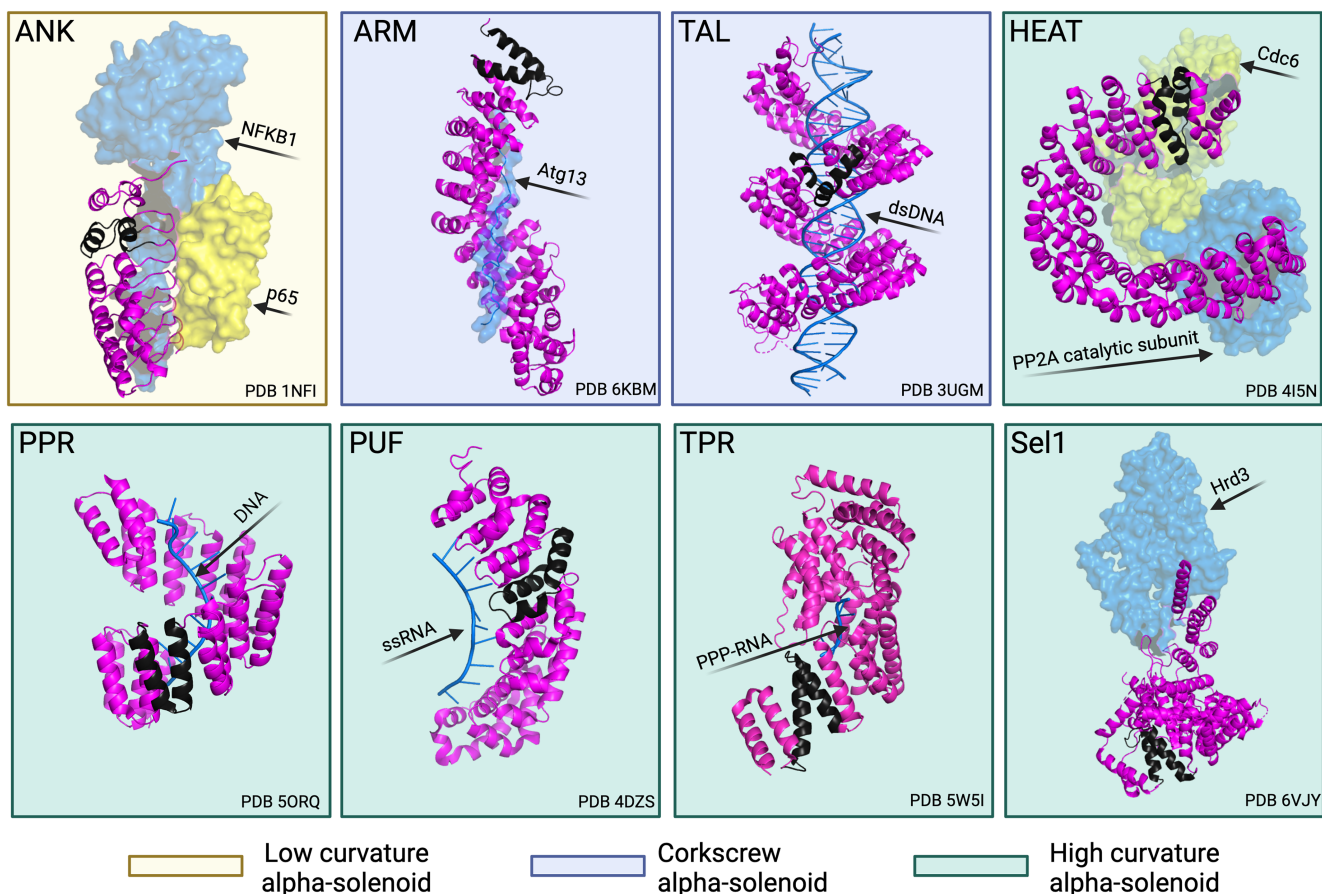 ANK
NFKB1
p65
PDB 1NFI
ARM
Atg13
PDB 6KBM
TAL
dsDNA
PDB 3UGM
HEAT
Cdc6
PP2A catalytic subunit
PDB 4I5N
PPR
DNA
PDB 5ORQ
PUF
ssRNA
PDB 4DZS
TPR
PPP-RNA
PDB 5W5I
Sel1
Hrd3
PDB 6VJY
Low curvature
alpha-solenoid
Corkscrew
alpha-solenoid
High curvature
alpha-solenoid